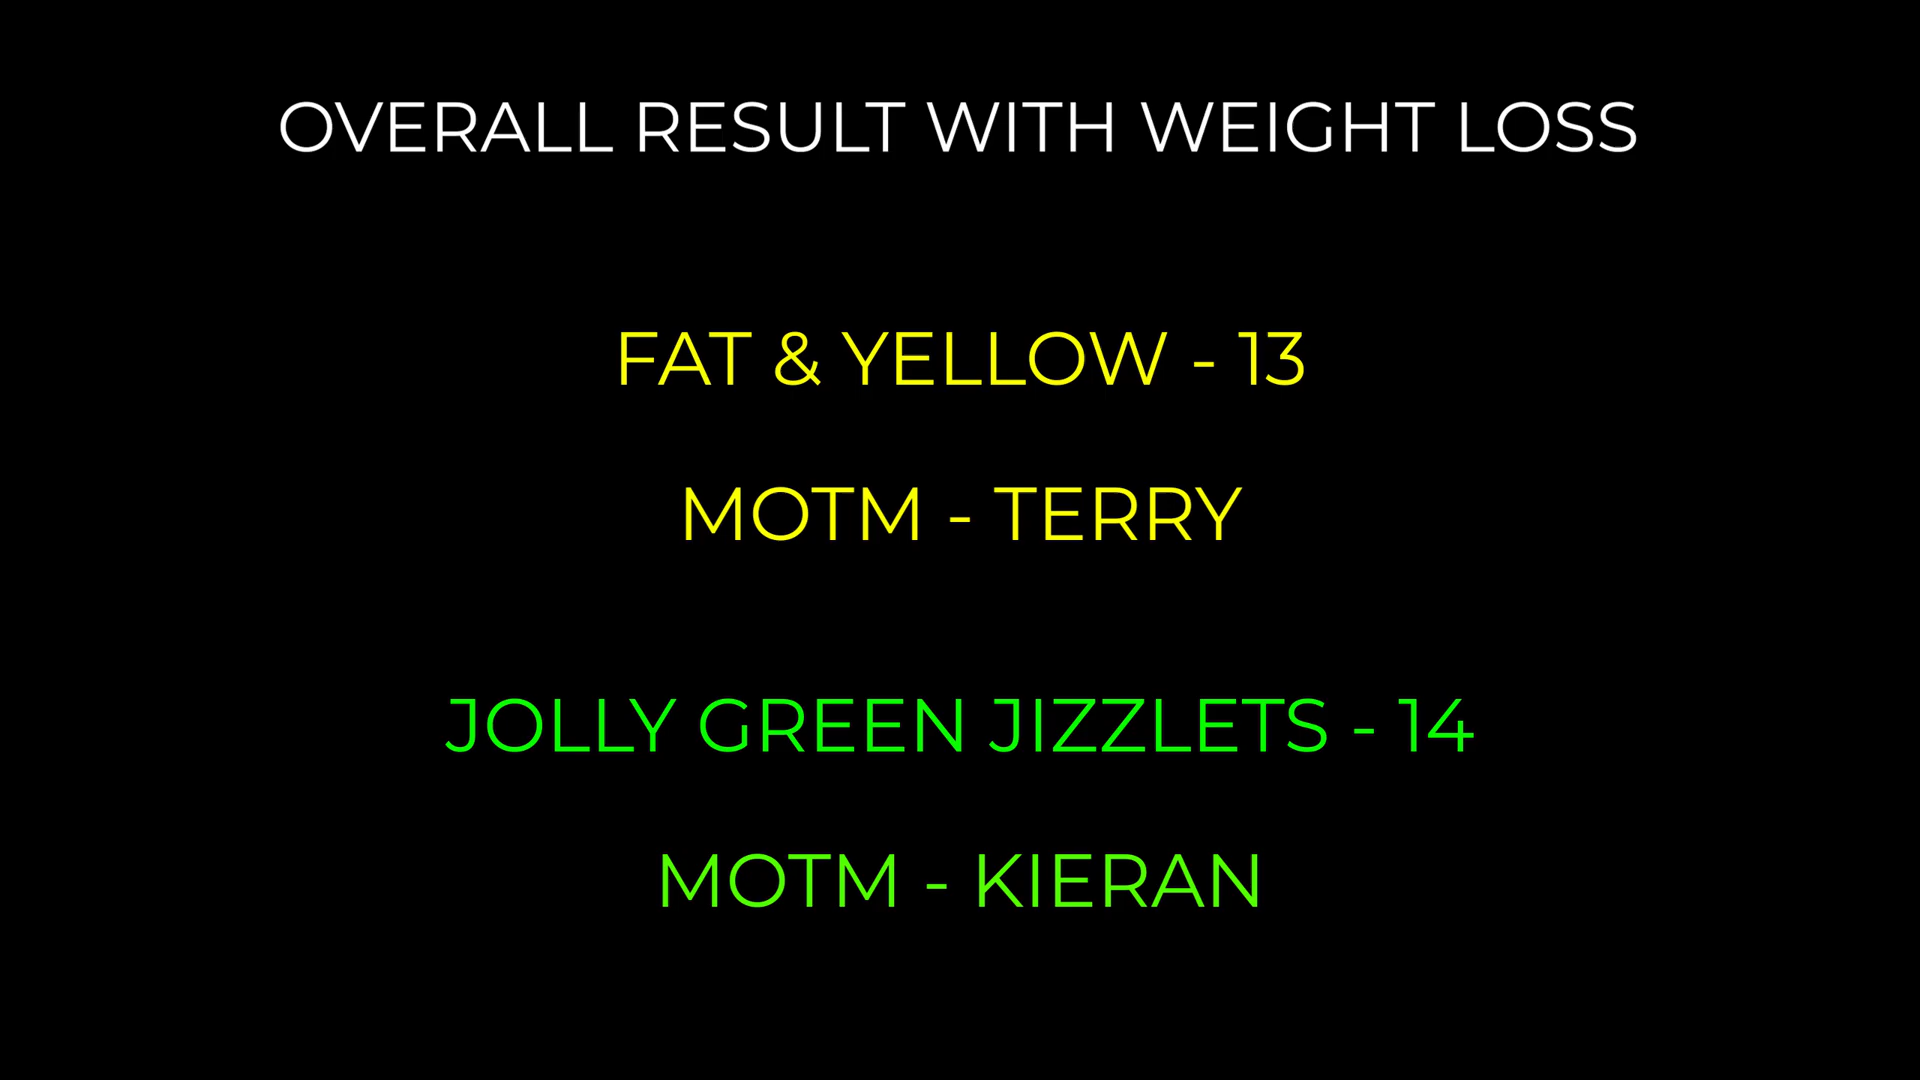 OVERALL RESULT WITH WEIGHT LOSS
FAT & YELLOW - 13
MOTM - TERRY
JOLLY GREEN JIZZLETS - 14
MOTM - KIERAN